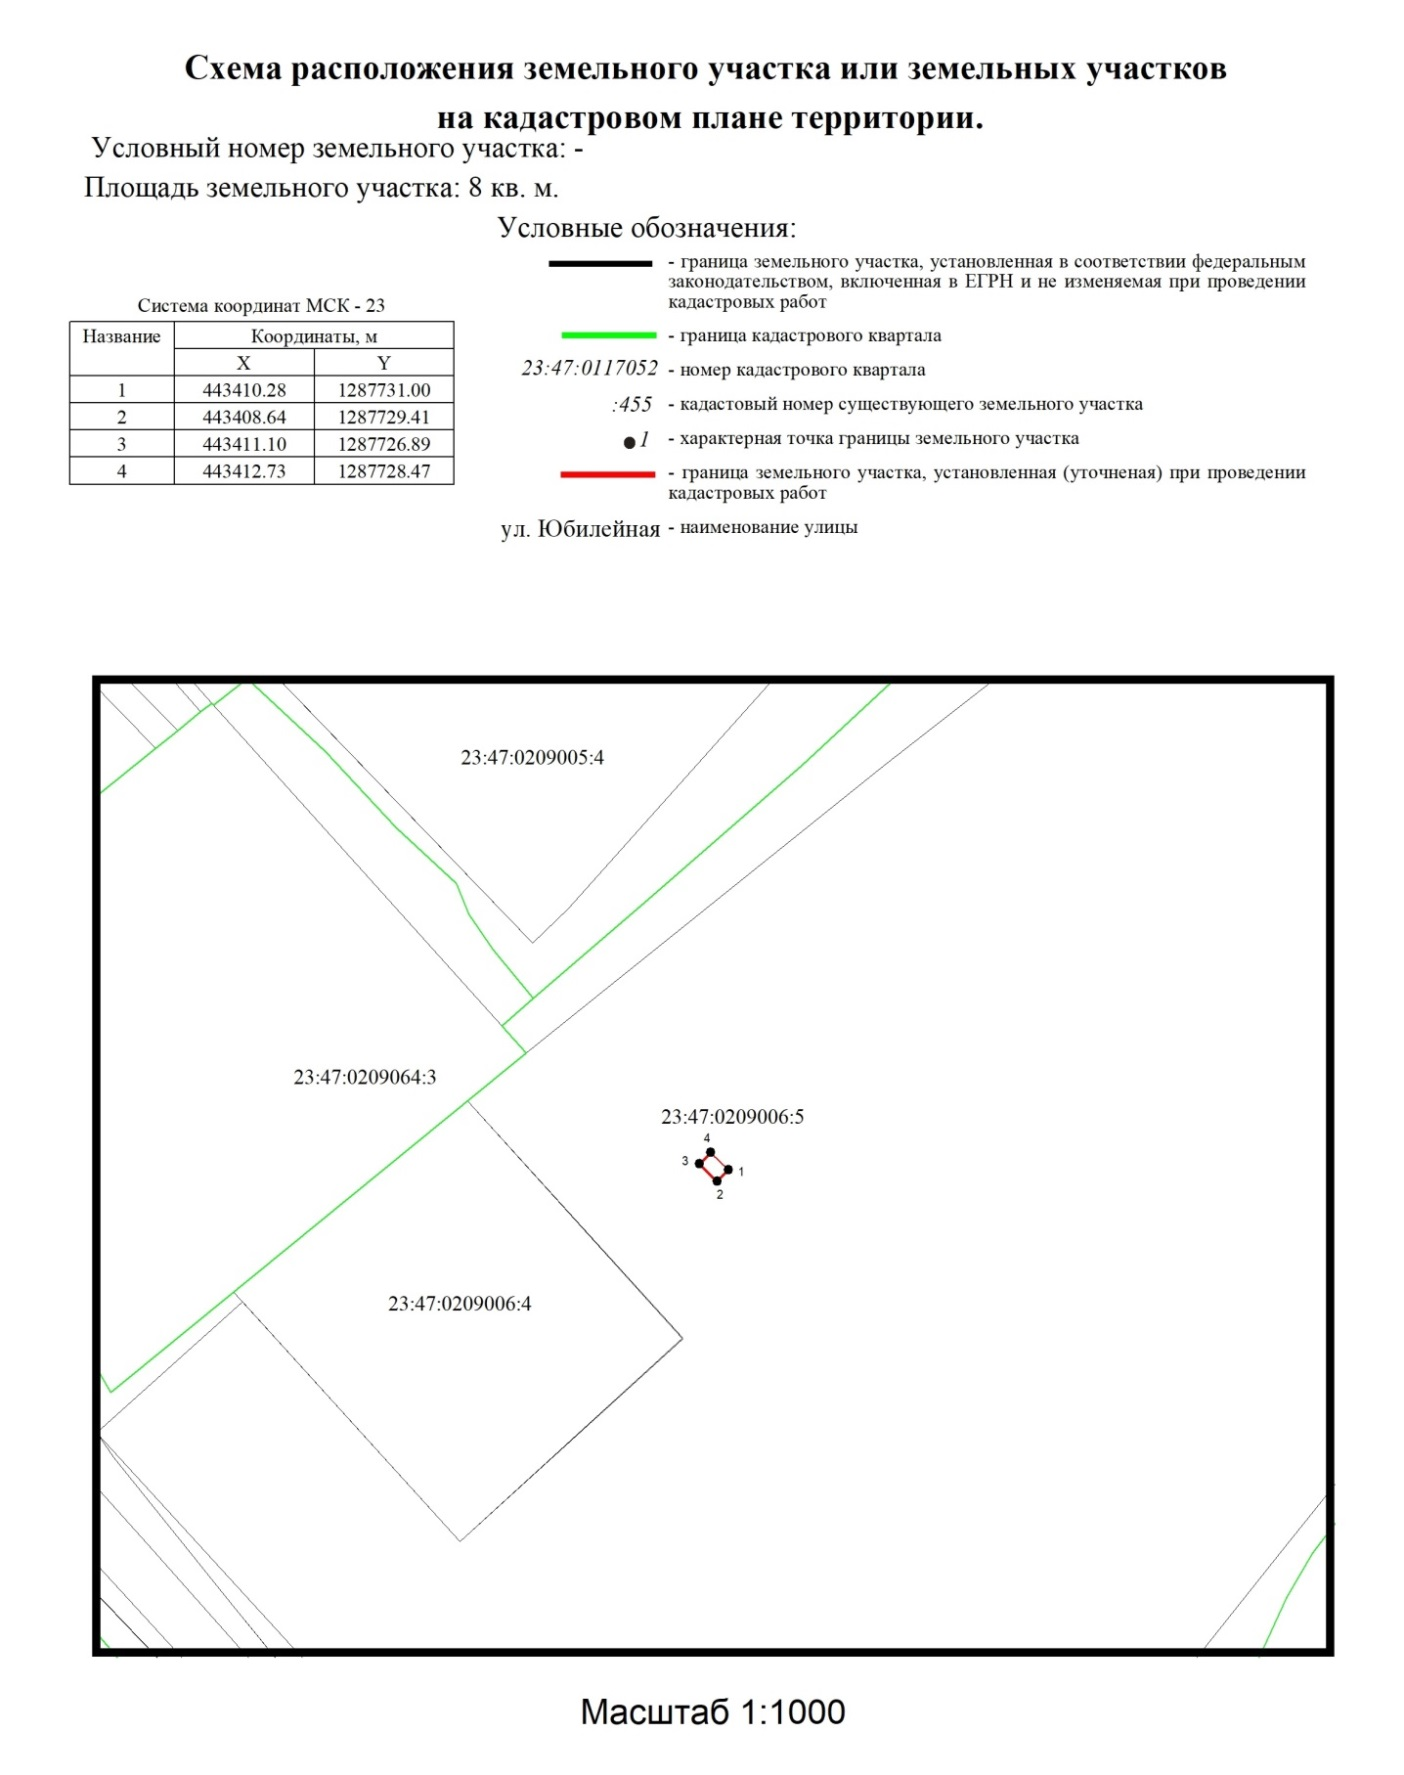 Схема расположения земельного участка или земельных участков
на кадастровом плане территории.
Условный номер земельного участка: -
Площадь земельного участка: 8 кв. м.
Условные обозначения:
- граница земельного участка, установленная в соответствии федеральным
законодательством, включенная в ЕГРН и не изменяемая при проведении
кадастровых работ
- граница кадастрового квартала
23:47:0117052 - номер кадастрового квартала
:455 - кадастовый номер существующего земельного участка
1 - характерная точка границы земельного участка
- граница земельного участка, установленная (уточненая) при проведении
кадастровых работ
ул. Юбилейная - наименование улицы
Система координат МСК - 23
Название Координаты, м
X Y
1 443410.28 1287731.00
2 443408.64 1287729.41
3 443411.10 1287726.89
4 443412.73 1287728.47
23:47:0209005:4
23:47:0209064:3
23:47:0209006:5
4
3
1
2
23:47:0209006:4
Масштаб 1:1000